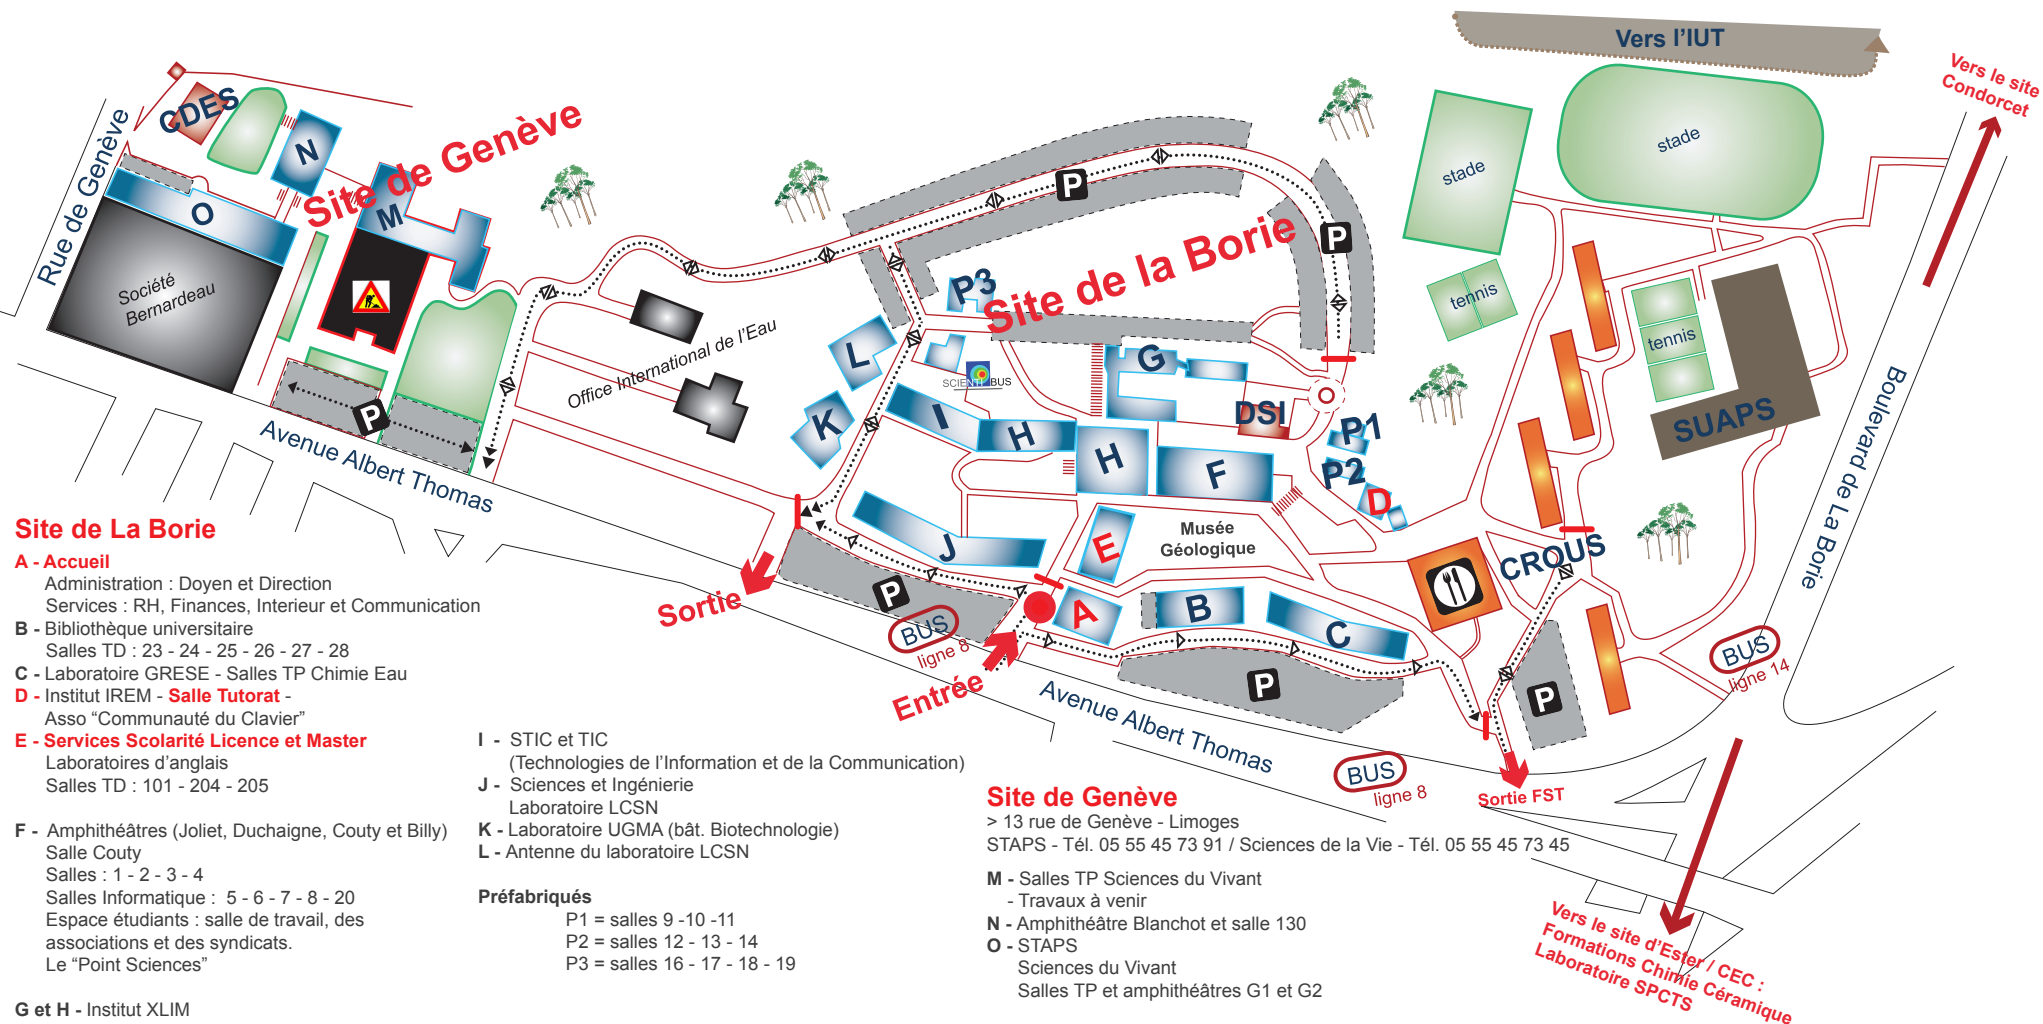 Vers l'IUT
Vers le site
Condorcet
Rue de Genève
CDES
N
O
M
Site de Genève
Société
Bernardeau
P
Avenue Albert Thomas
Office International de l'Eau
P
P
Site de la Borie
P3
L
K
I
H
H
G
F
SCIENTI BUS
DSI
P1
P2
D
J
E
Musée
Géologique
A
B
C
P
P
P
stade
stade
tennis
tennis
SUAPS
CROUS
Boulevard de La Borie
Sortie
BUS
ligne 8
Entrée
Avenue Albert Thomas
BUS
ligne 8
BUS
ligne 14
Sortie FST
Vers le site d'Ester / CEC :
Formations Chimie Céramique
Laboratoire SPCTS
Site de La Borie
A - Accueil
Administration : Doyen et Direction
Services : RH, Finances, Interieur et Communication
B - Bibliothèque universitaire
Salles TD : 23 - 24 - 25 - 26 - 27 - 28
C - Laboratoire GRESE - Salles TP Chimie Eau
D - Institut IREM - Salle Tutorat -
Asso “Communauté du Clavier”
E - Services Scolarité Licence et Master
Laboratoires d'anglais
Salles TD : 101 - 204 - 205
F - Amphithéâtres (Joliet, Duchaigne, Couty et Billy)
Salle Couty
Salles : 1 - 2 - 3 - 4
Salles Informatique : 5 - 6 - 7 - 8 - 20
Espace étudiants : salle de travail, des
associations et des syndicats.
Le “Point Sciences”
G et H - Institut XLIM
I - STIC et TIC
(Technologies de l'Information et de la Communication)
J - Sciences et Ingénierie
Laboratoire LCSN
K - Laboratoire UGMA (bât. Biotechnologie)
L - Antenne du laboratoire LCSN
Préfabriqués
P1 = salles 9 -10 -11
P2 = salles 12 - 13 - 14
P3 = salles 16 - 17 - 18 - 19
Site de Genève
> 13 rue de Genève - Limoges
STAPS - Tél. 05 55 45 73 91 / Sciences de la Vie - Tél. 05 55 45 73 45
M - Salles TP Sciences du Vivant
- Travaux à venir
N - Amphithéâtre Blanchot et salle 130
O - STAPS
Sciences du Vivant
Salles TP et amphithéâtres G1 et G2